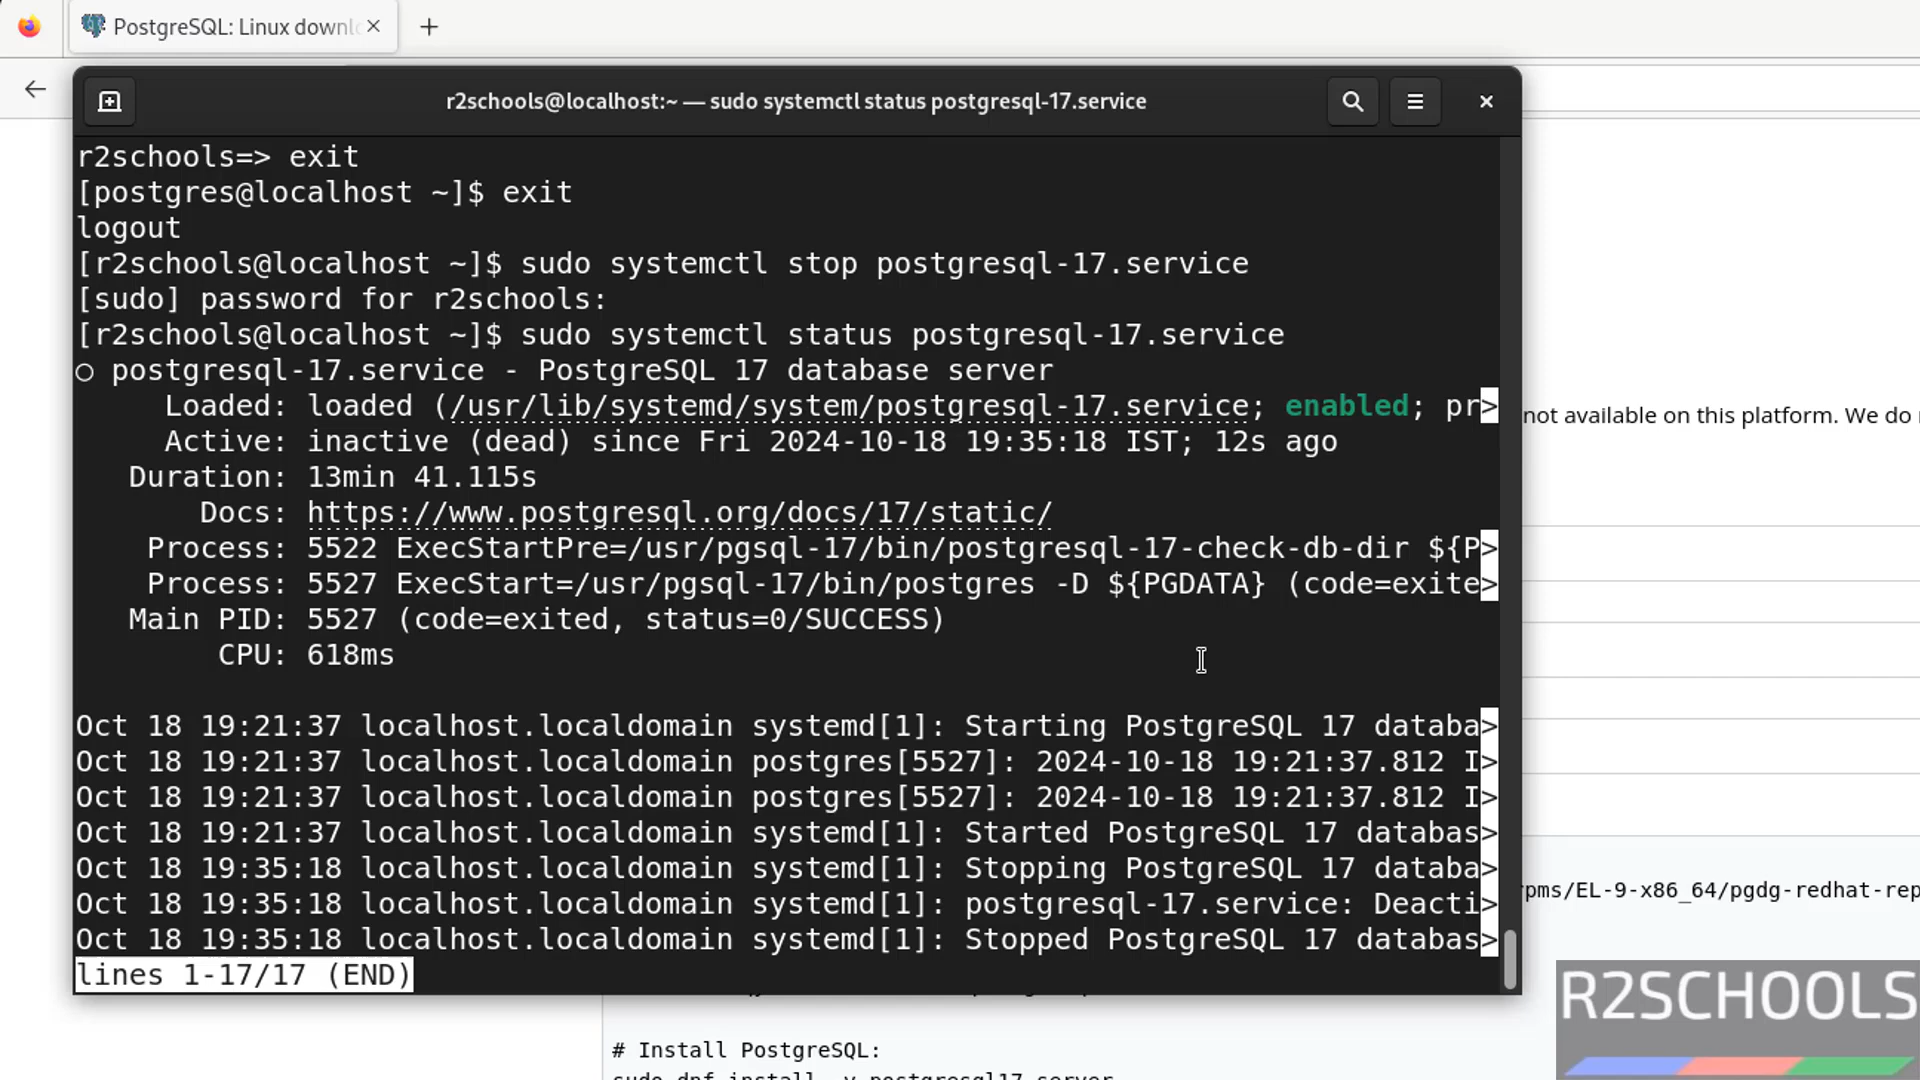 PostgreSQL: Linux downl
r2schools@localhost:~ — sudo systemctl status postgresql-17.service
r2schools=> exit
[postgres@localhost ~]$ exit
logout
[r2schools@localhost ~]$ sudo systemctl stop postgresql-17.service
[sudo] password for r2schools:
[r2schools@localhost ~]$ sudo systemctl status postgresql-17.service
○ postgresql-17.service - PostgreSQL 17 database server
Loaded: loaded (/usr/lib/systemd/system/postgresql-17.service; enabled; pr>
not available on this platform. We do
Active: inactive (dead) since Fri 2024-10-18 19:35:18 IST; 12s ago
Duration: 13min 41.115s
Docs: https://www.postgresql.org/docs/17/static/
Process: 5522 ExecStartPre=/usr/pgsql-17/bin/postgresql-17-check-db-dir ${P>
Process: 5527 ExecStart=/usr/pgsql-17/bin/postgres -D ${PGDATA} (code=exite>
Main PID: 5527 (code=exited, status=0/SUCCESS)
CPU: 618ms
Oct 18 19:21:37 localhost.localdomain systemd[1]: Starting PostgreSQL 17 databa>
Oct 18 19:21:37 localhost.localdomain postgres[5527]: 2024-10-18 19:21:37.812 I>
Oct 18 19:21:37 localhost.localdomain postgres[5527]: 2024-10-18 19:21:37.812 I>
Oct 18 19:21:37 localhost.localdomain systemd[1]: Started PostgreSQL 17 databas>
Oct 18 19:35:18 localhost.localdomain systemd[1]: Stopping PostgreSQL 17 databa>
Oct 18 19:35:18 localhost.localdomain systemd[1]: postgresql-17.service: Deacti>
rpms/EL-9-x86_64/pgdg-redhat-rep
Oct 18 19:35:18 localhost.localdomain systemd[1]: Stopped PostgreSQL 17 databas>
lines 1-17/17 (END)
R2SCHOOLS
# Install PostgreSQL:
sudo dnf install -y postgresql17-server